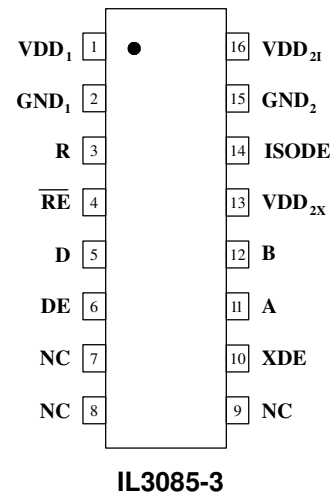 VDD₁ 1 16 VDD₂I
GND₁ 2 15 GND₂
R 3 14 ISODE
R̅E̅ 4 13 VDD₂X
D 5 12 B
DE 6 11 A
NC 7 10 XDE
NC 8 9 NC
IL3085-3